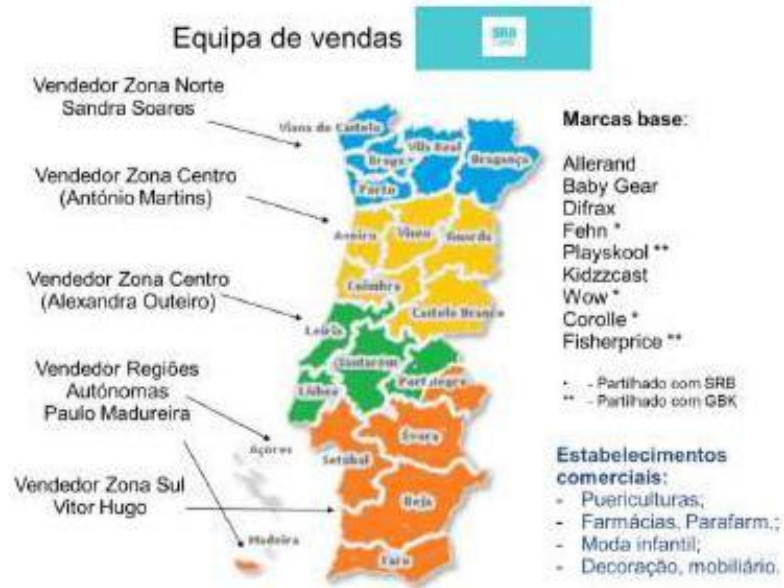 Equipa de vendas
SRB
Vendedor Zona Norte
Sandra Soares
Vendedor Zona Centro
(António Martins)
Vendedor Zona Centro
(Alexandra Outeiro)
Vendedor Regiões
Autónomas
Paulo Madureira
Vendedor Zona Sul
Vitor Hugo
Viana do Castelo
Braga
Vila Real
Bragança
Porto
Aveiro
Viseu
Guarda
Coimbra
Castelo Branco
Leiria
Santarém
Lisboa
Portalegre
Setubal
Évora
Beja
Faro
Açores
Madeira
Marcas base:
Allerand
Baby Gear
Difrax
Fehn *
Playskool **
Kidzzcast
Wow *
Corolle *
Fisherprice **
* - Partilhado com SRB
** - Partilhado com GBK
Estabelecimentos
comerciais:
- Puericulturas;
- Farmácias, Parafarm.;
- Moda infantil;
- Decoração, mobiliário.